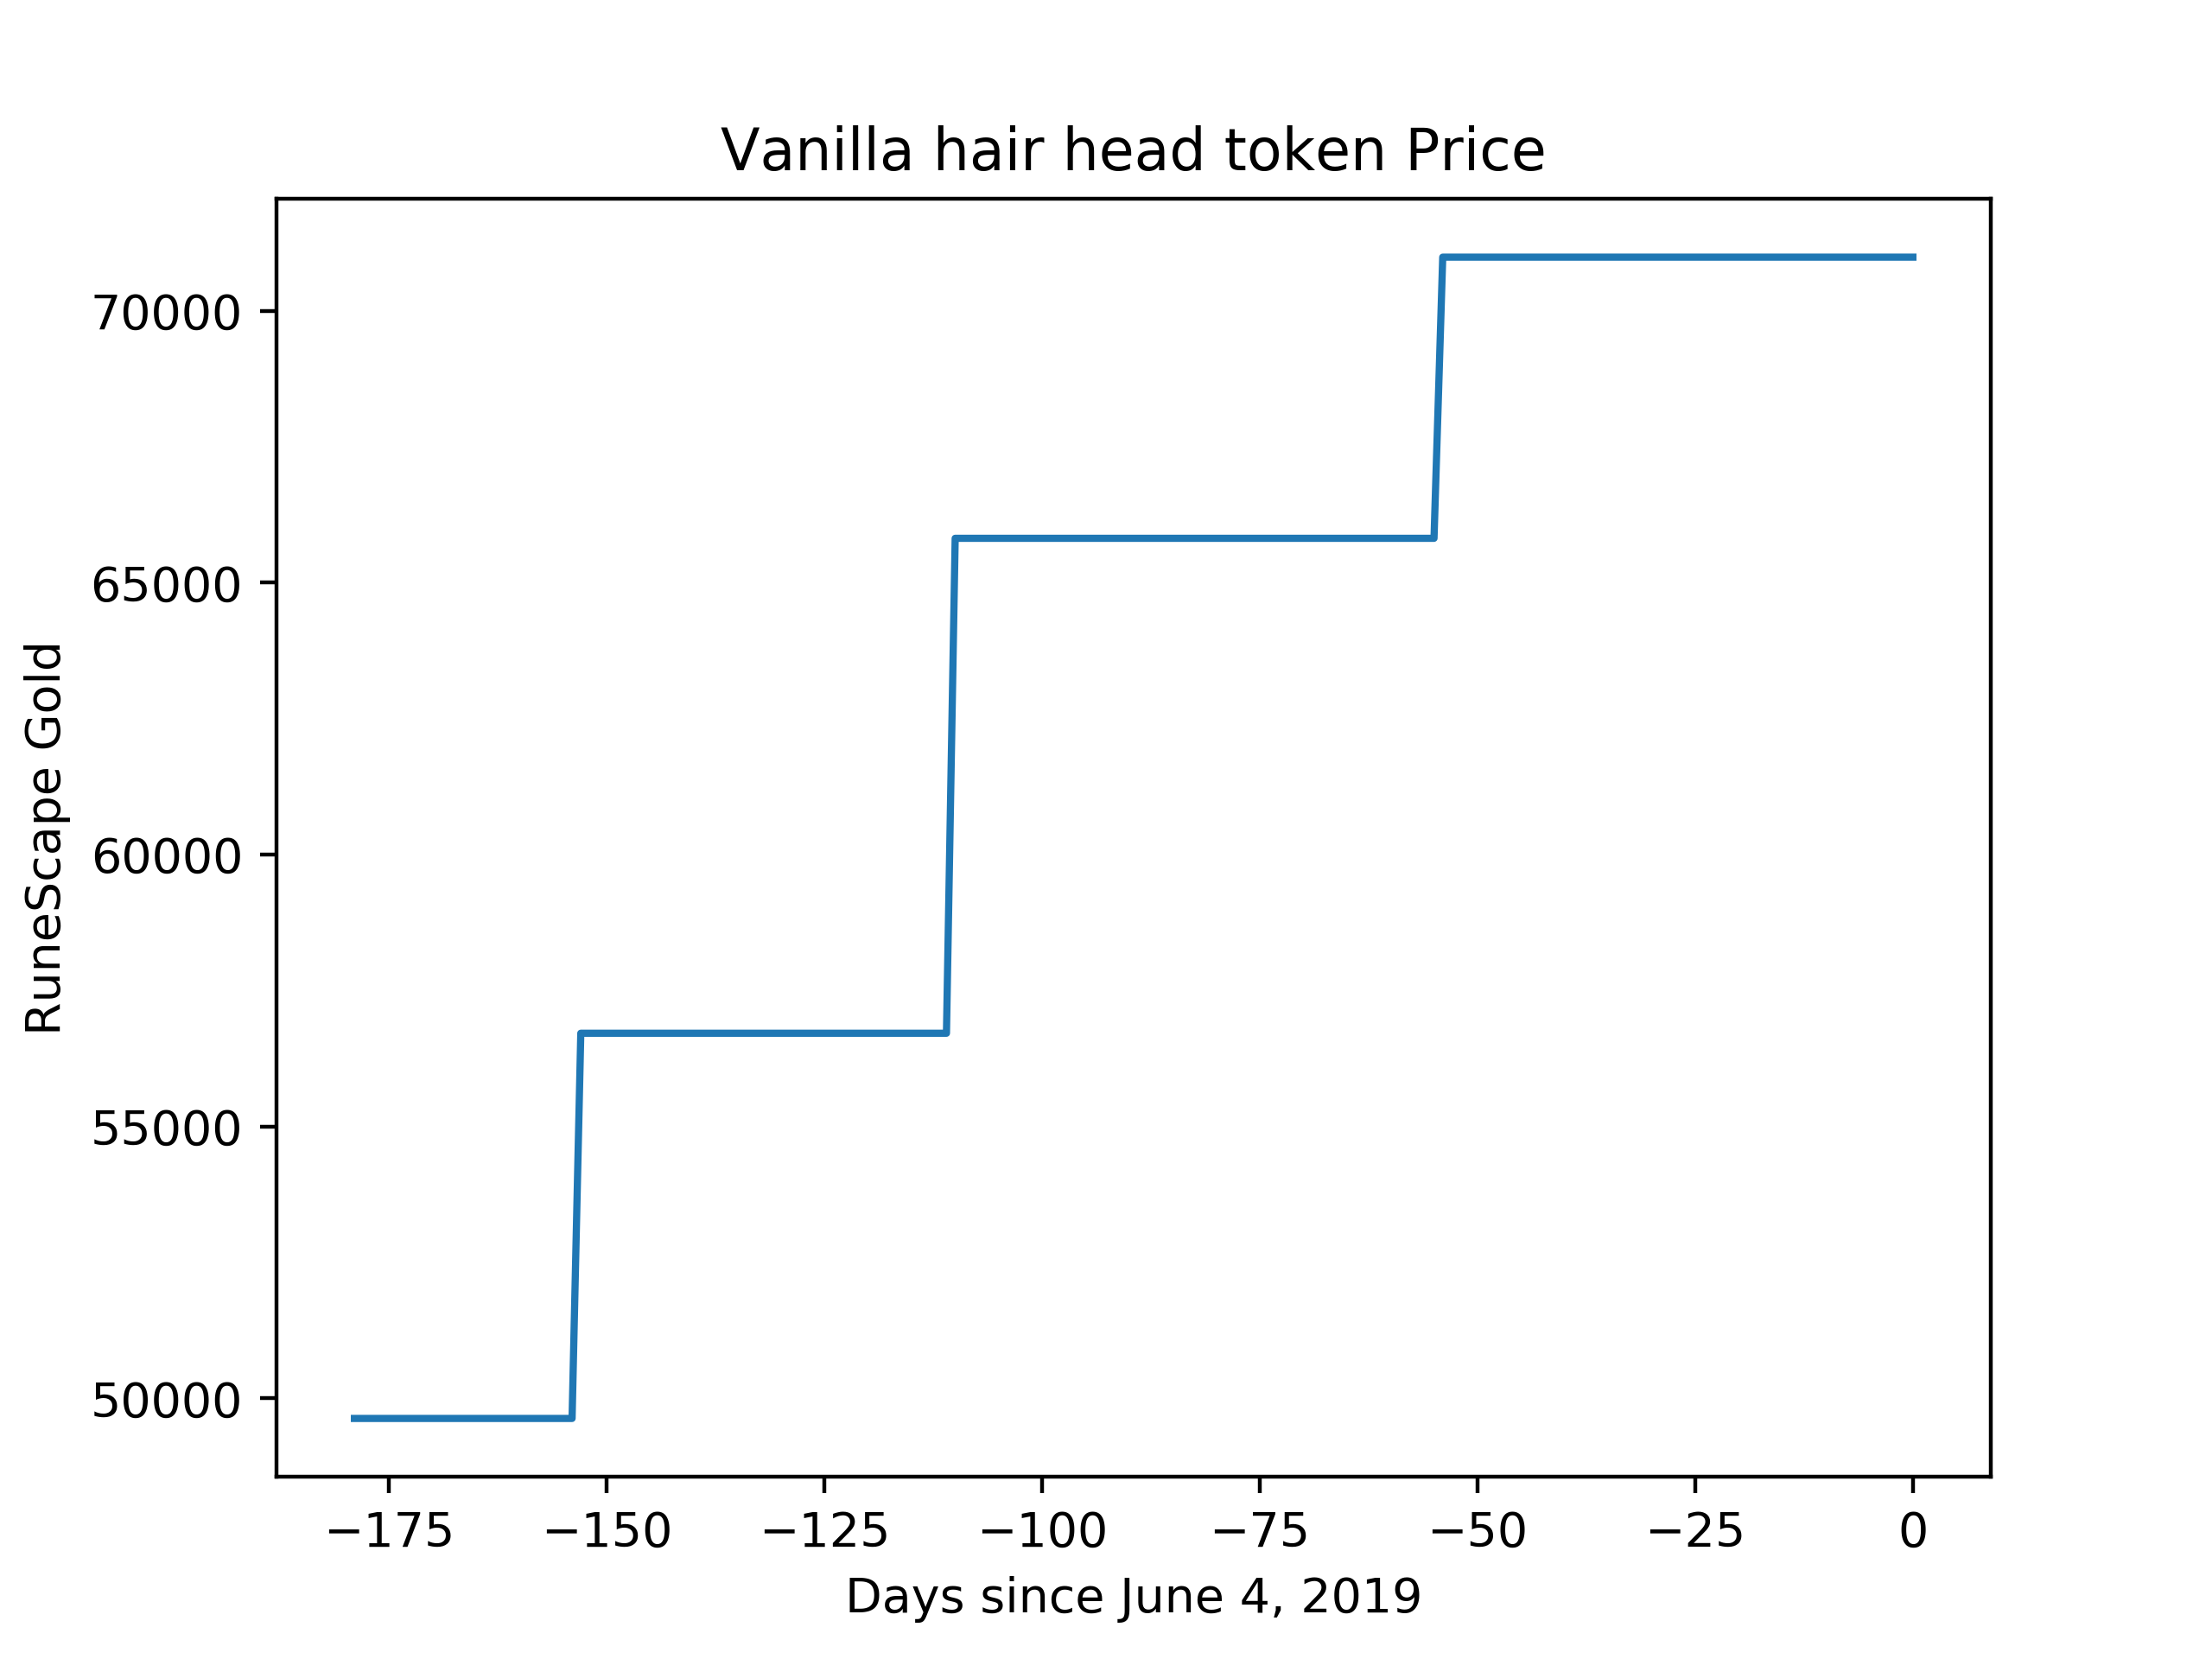 Vanilla hair head token Price
RuneScape Gold
70000
65000
60000
55000
50000
−175 −150 −125 −100 −75 −50 −25 0
Days since June 4, 2019